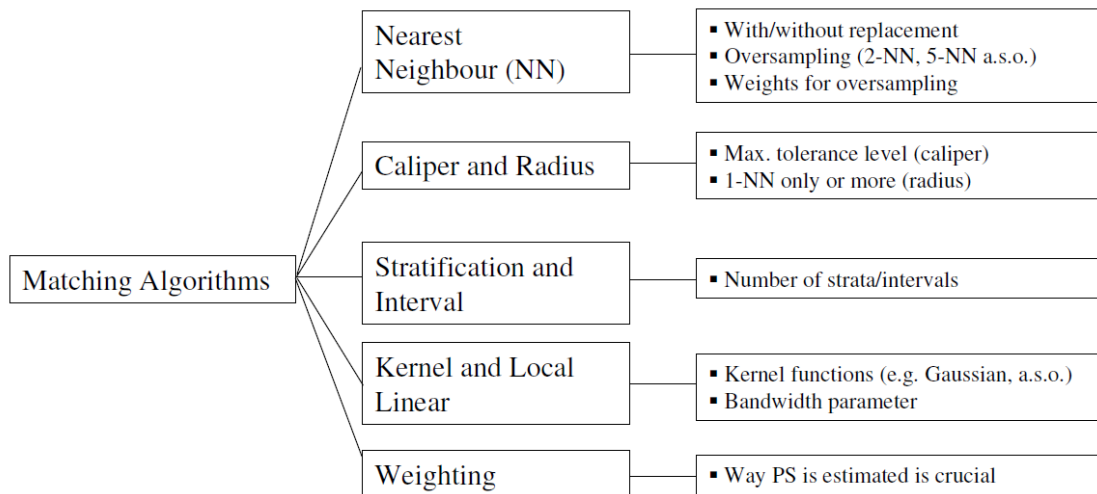 Matching Algorithms
Nearest
Neighbour (NN)
▪ With/without replacement
▪ Oversampling (2-NN, 5-NN a.s.o.)
▪ Weights for oversampling
Caliper and Radius
▪ Max. tolerance level (caliper)
▪ 1-NN only or more (radius)
Stratification and
Interval
▪ Number of strata/intervals
Kernel and Local
Linear
▪ Kernel functions (e.g. Gaussian, a.s.o.)
▪ Bandwidth parameter
Weighting
▪ Way PS is estimated is crucial